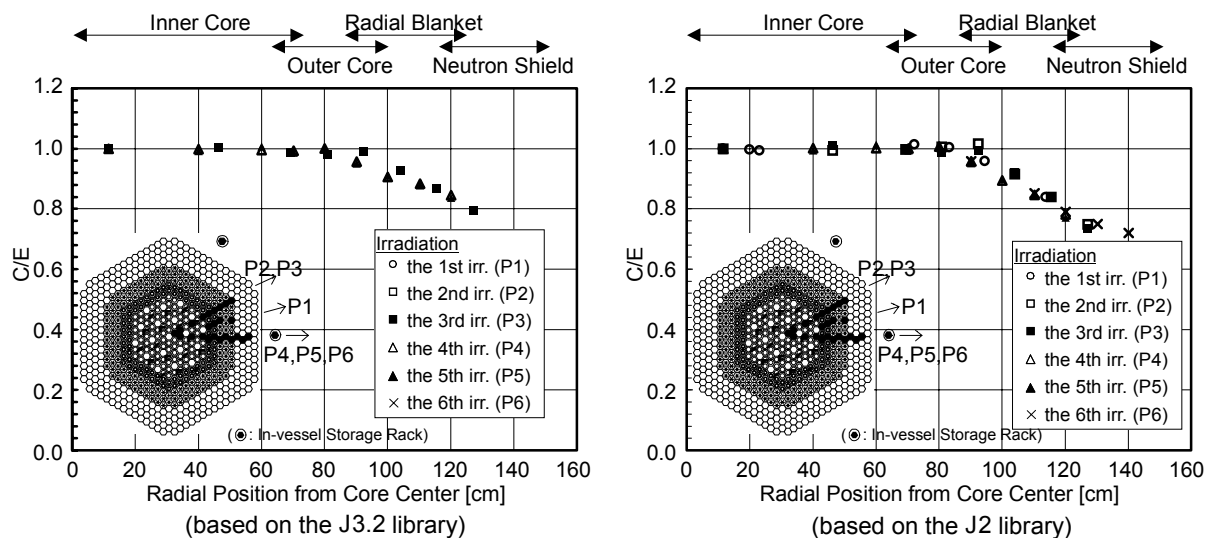 Inner Core
Radial Blanket
Outer Core
Neutron Shield
C/E
1.2
1.0
0.8
0.6
0.4
0.2
0.0
P2,P3
P1
P4,P5,P6
Irradiation
the 1st irr. (P1)
the 2nd irr. (P2)
the 3rd irr. (P3)
the 4th irr. (P4)
the 5th irr. (P5)
the 6th irr. (P6)
( : In-vessel Storage Rack)
0 20 40 60 80 100 120 140 160
Radial Position from Core Center [cm]
(based on the J3.2 library)
Inner Core
Radial Blanket
Outer Core
Neutron Shield
C/E
1.2
1.0
0.8
0.6
0.4
0.2
0.0
P2,P3
P1
P4,P5,P6
Irradiation
the 1st irr. (P1)
the 2nd irr. (P2)
the 3rd irr. (P3)
the 4th irr. (P4)
the 5th irr. (P5)
the 6th irr. (P6)
( : In-vessel Storage Rack)
0 20 40 60 80 100 120 140 160
Radial Position from Core Center [cm]
(based on the J2 library)